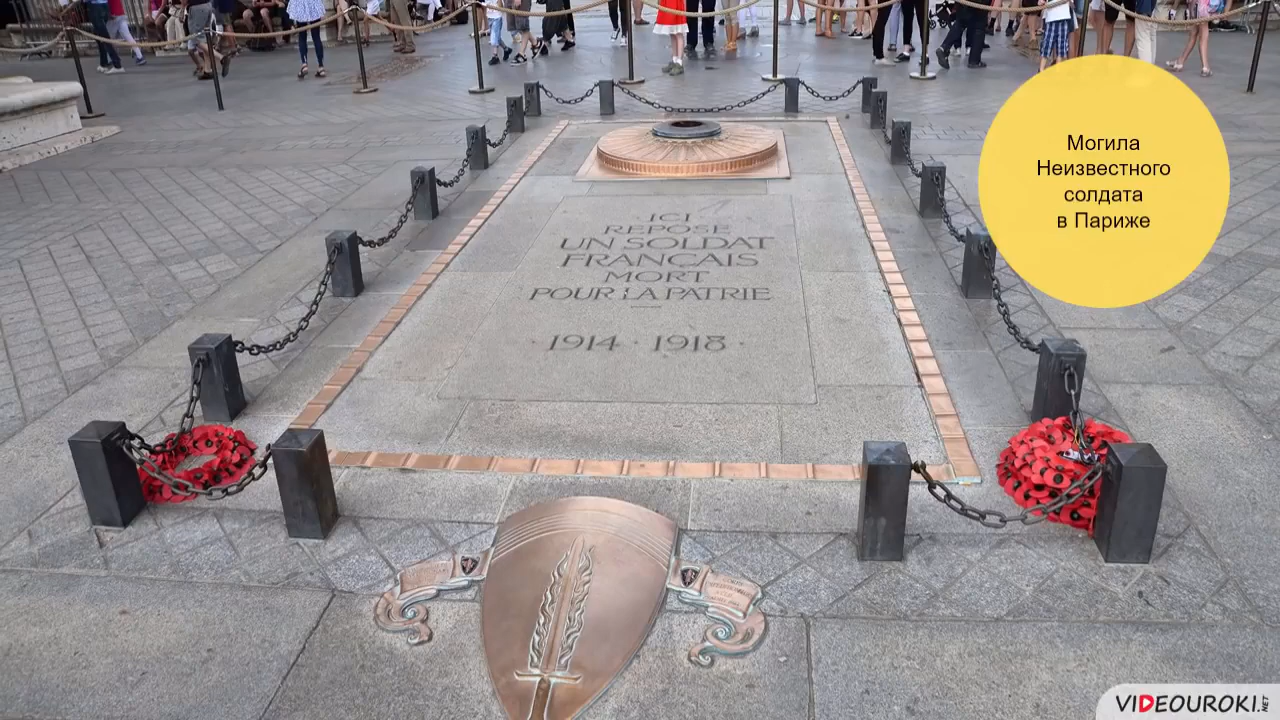 Могила
Неизвестного
солдата
в Париже
ICI
REPOSE
UN SOLDAT
FRANÇAIS
MORT
POUR LA PATRIE
1914 · 1918 ·
VIDEOUROKI.NET